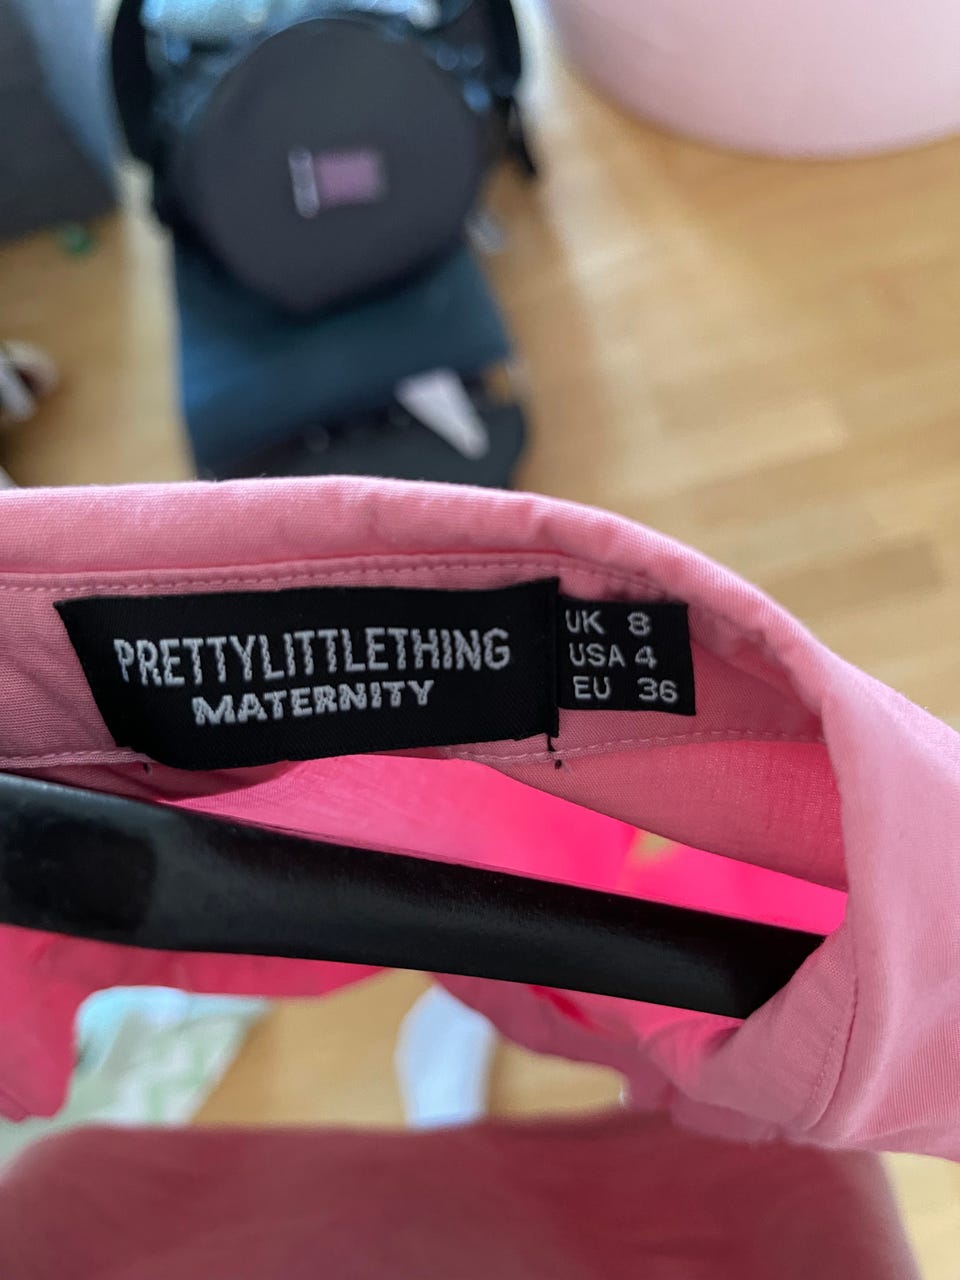 PRETTYLITTLETHING
MATERNITY
UK 8
USA 4
EU 36